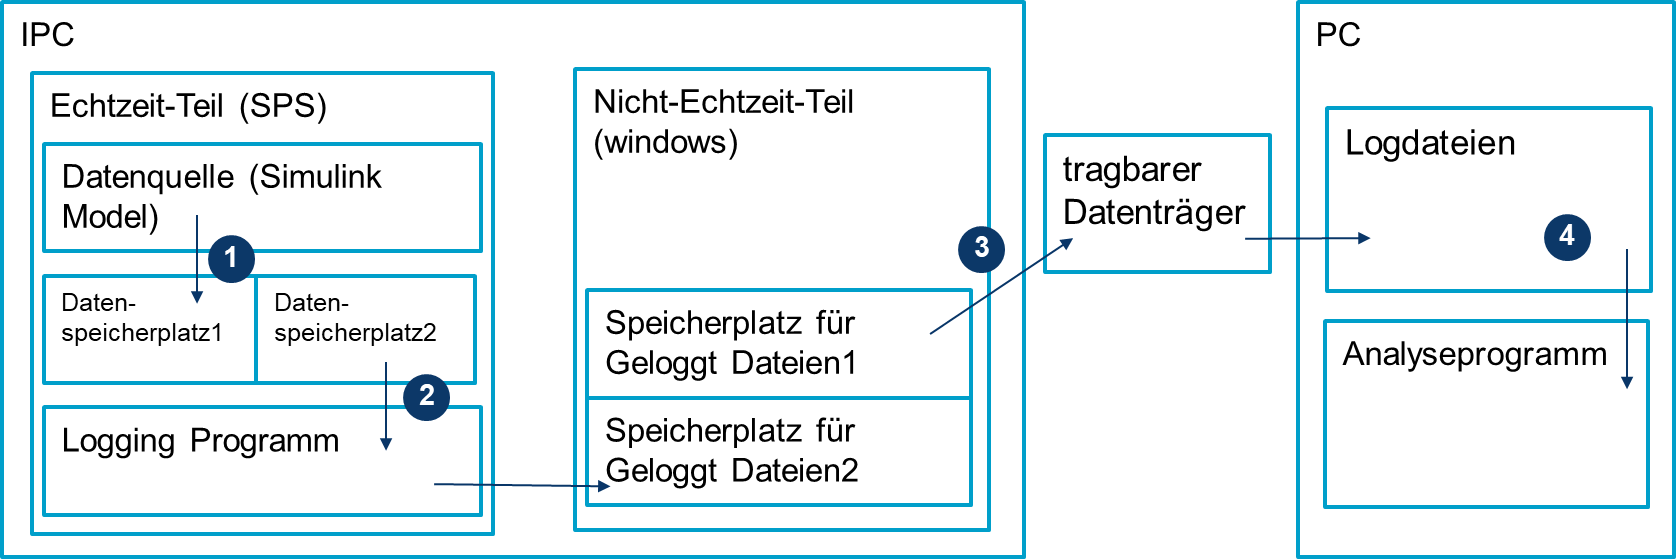 IPC
Echtzeit-Teil (SPS)
Datenquelle (Simulink
Model)
1
Daten-
speicherplatz1
Daten-
speicherplatz2
2
Logging Programm
Nicht-Echtzeit-Teil
(windows)
3
Speicherplatz für
Geloggt Dateien1
Speicherplatz für
Geloggt Dateien2
tragbarer
Datenträger
PC
Logdateien
4
Analyseprogramm